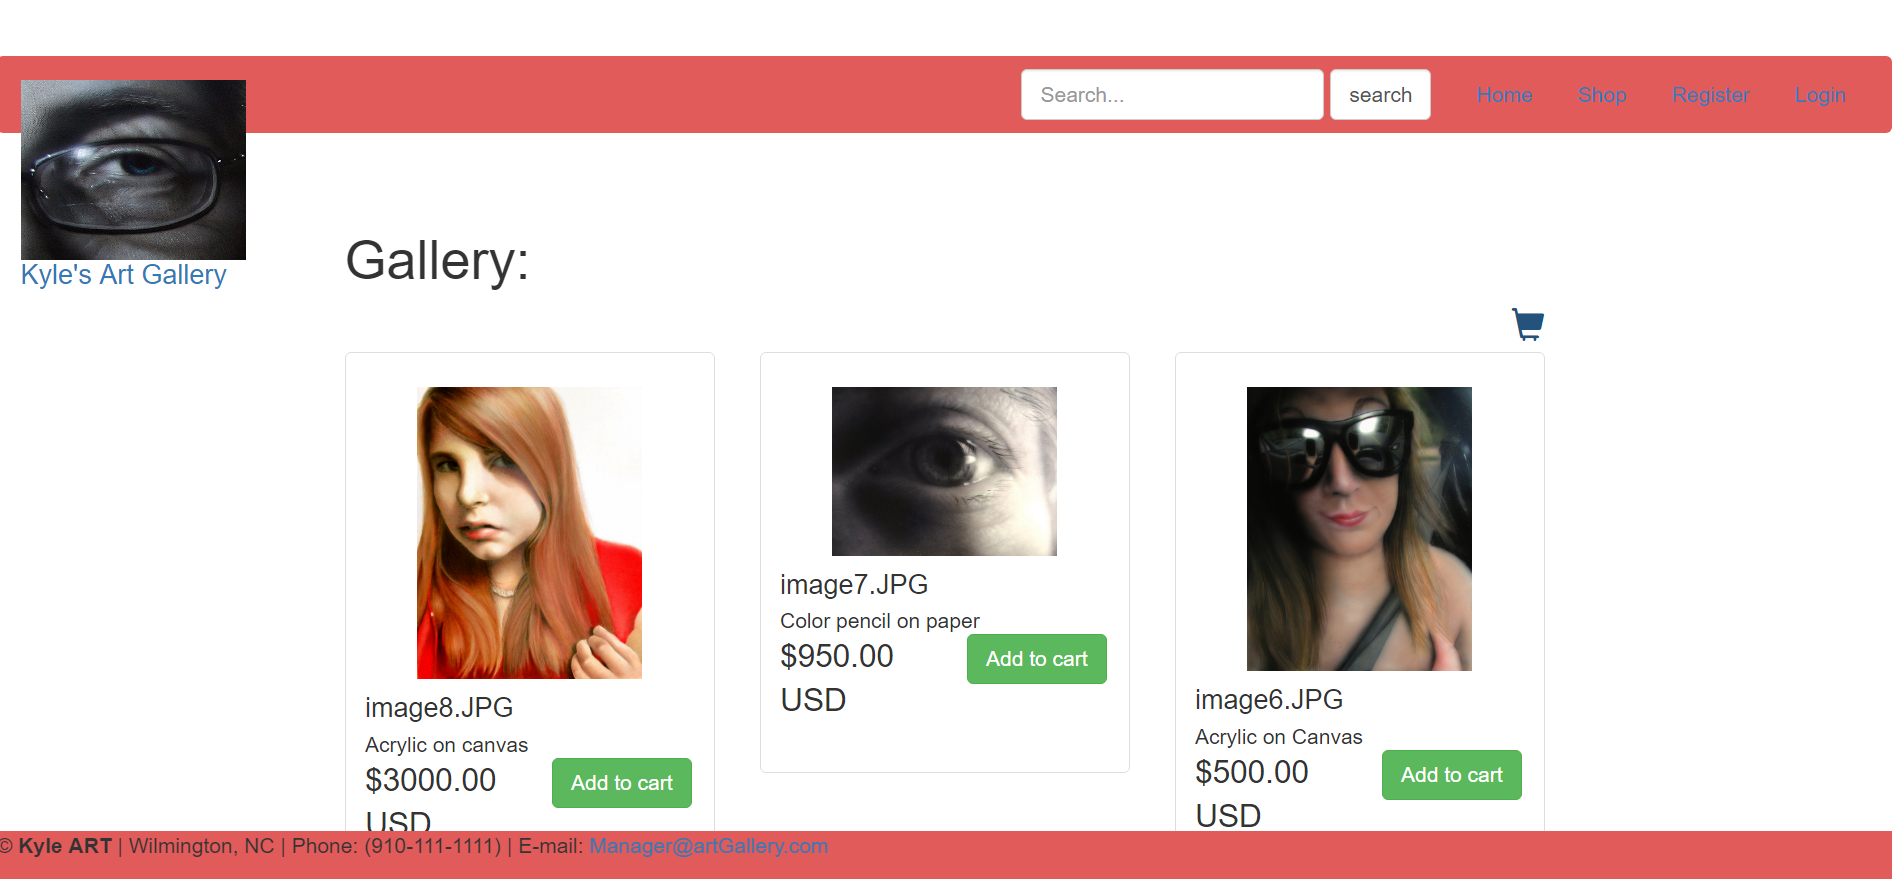 Search...
search
Home
Shop
Register
Login
Kyle's Art Gallery
Gallery:
image8.JPG
Acrylic on canvas
$3000.00
USD
Add to cart
image7.JPG
Color pencil on paper
$950.00
USD
Add to cart
image6.JPG
Acrylic on Canvas
$500.00
USD
Add to cart
© Kyle ART | Wilmington, NC | Phone: (910-111-1111) | E-mail: Manager@artGallery.com